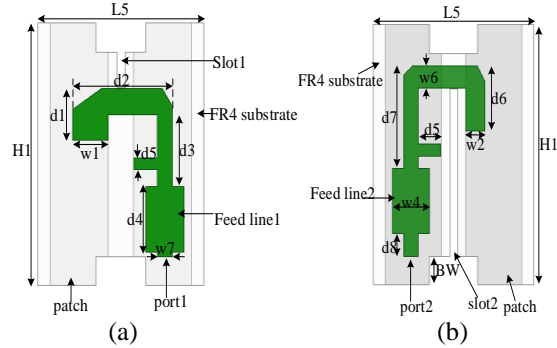 L5
Slot1
d2
d1
FR4 substrate
w1
d3
H1
d5
d4
Feed line1
w7
patch
port1
(a)
L5
FR4 substrate
w6
d7
d6
d5
w2
H1
Feed line2
w4
d8
BW
port2
slot2
patch
(b)